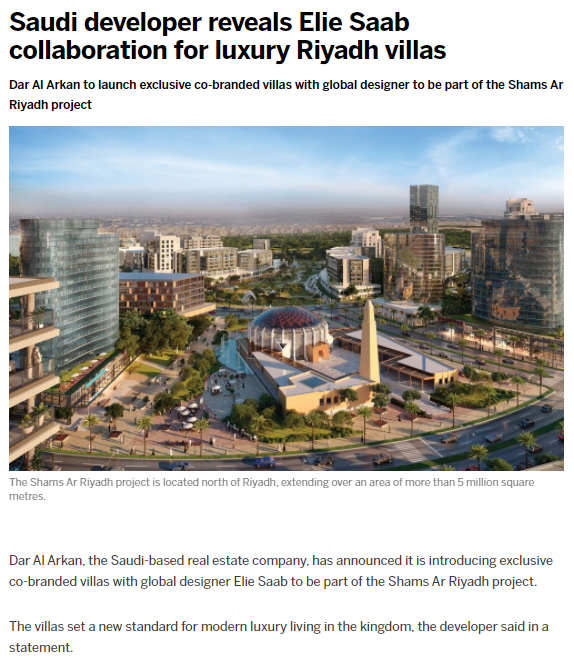 Saudi developer reveals Elie Saab
collaboration for luxury Riyadh villas
Dar Al Arkan to launch exclusive co-branded villas with global designer to be part of the Shams Ar
Riyadh project
The Shams Ar Riyadh project is located north of Riyadh, extending over an area of more than 5 million square
metres.
Dar Al Arkan, the Saudi-based real estate company, has announced it is introducing exclusive
co-branded villas with global designer Elie Saab to be part of the Shams Ar Riyadh project.
The villas set a new standard for modern luxury living in the kingdom, the developer said in a
statement.